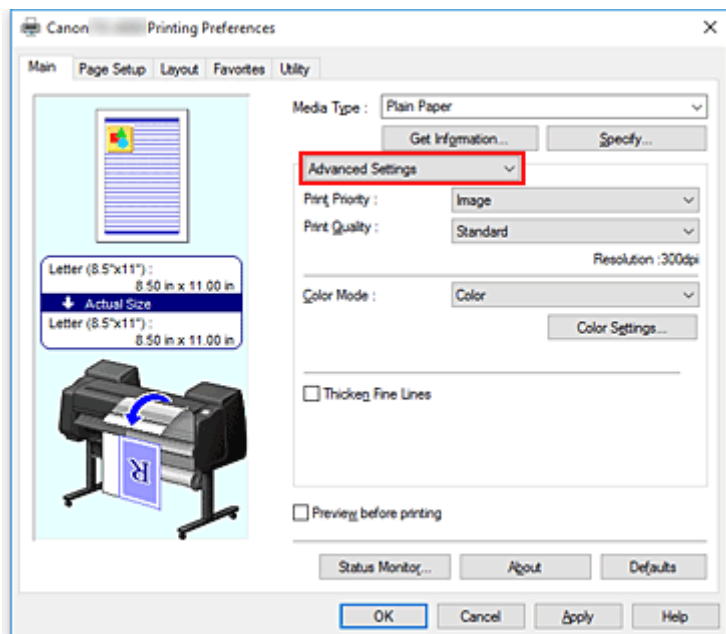 Canon Printing Preferences
Main Page Setup Layout Favorites Utility
Media Type : Plain Paper
Get Information... Specify...
Advanced Settings
Print Priority : Image
Print Quality : Standard
Resolution :300dpi
Letter (8.5"x11") :
8.50 in x 11.00 in
Actual Size
Letter (8.5"x11") :
8.50 in x 11.00 in
R
Color Mode : Color
Color Settings...
Thicken Fine Lines
Preview before printing
Status Monitor... About Defaults
OK Cancel Apply Help